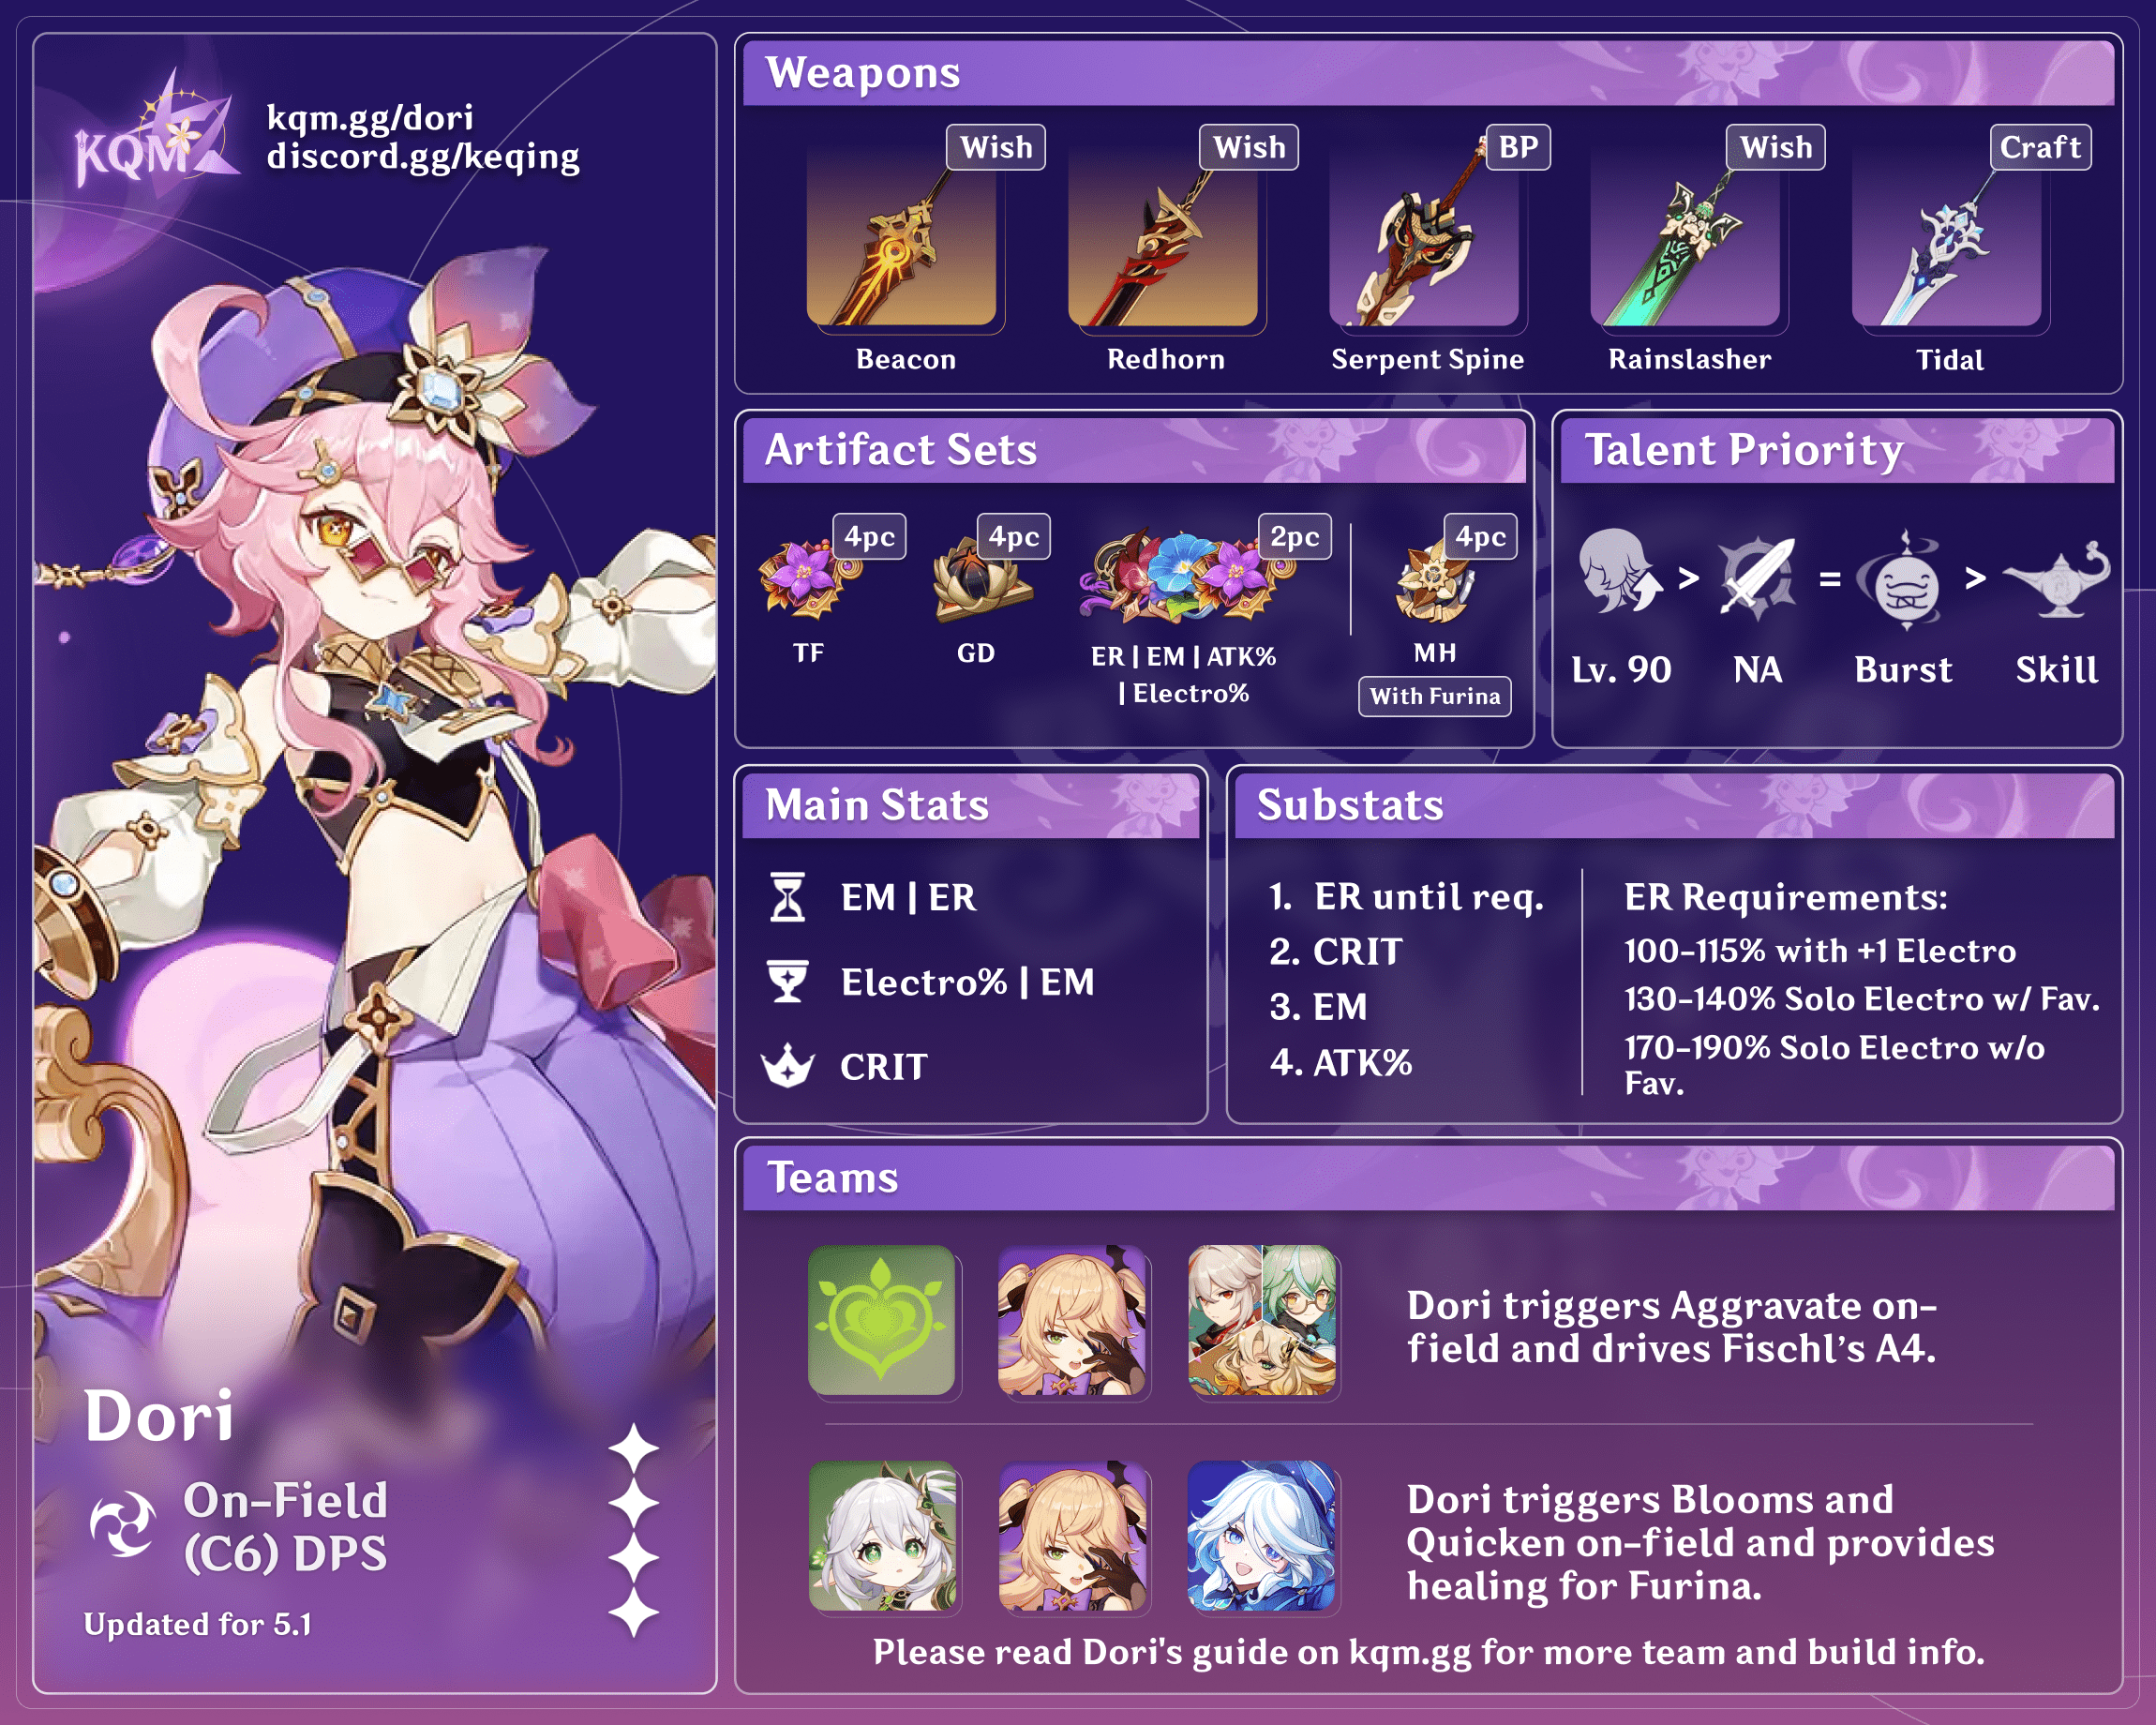 KQM
kqm.gg/dori
discord.gg/keqing
Dori
On-Field
(C6) DPS
Updated for 5.1
Weapons
Wish
Wish
BP
Wish
Craft
Beacon
Redhorn
Serpent Spine
Rainslasher
Tidal
Artifact Sets
4pc
4pc
2pc
4pc
TF
GD
ER | EM | ATK%
| Electro%
MH
With Furina
Talent Priority
> = >
Lv. 90
NA
Burst
Skill
Main Stats
EM | ER
Electro% | EM
CRIT
Substats
1. ER until req.
2. CRIT
3. EM
4. ATK%
ER Requirements:
100-115% with +1 Electro
130-140% Solo Electro w/ Fav.
170-190% Solo Electro w/o
Fav.
Teams
Dori triggers Aggravate on-
field and drives Fischl's A4.
Dori triggers Blooms and
Quicken on-field and provides
healing for Furina.
Please read Dori's guide on kqm.gg for more team and build info.